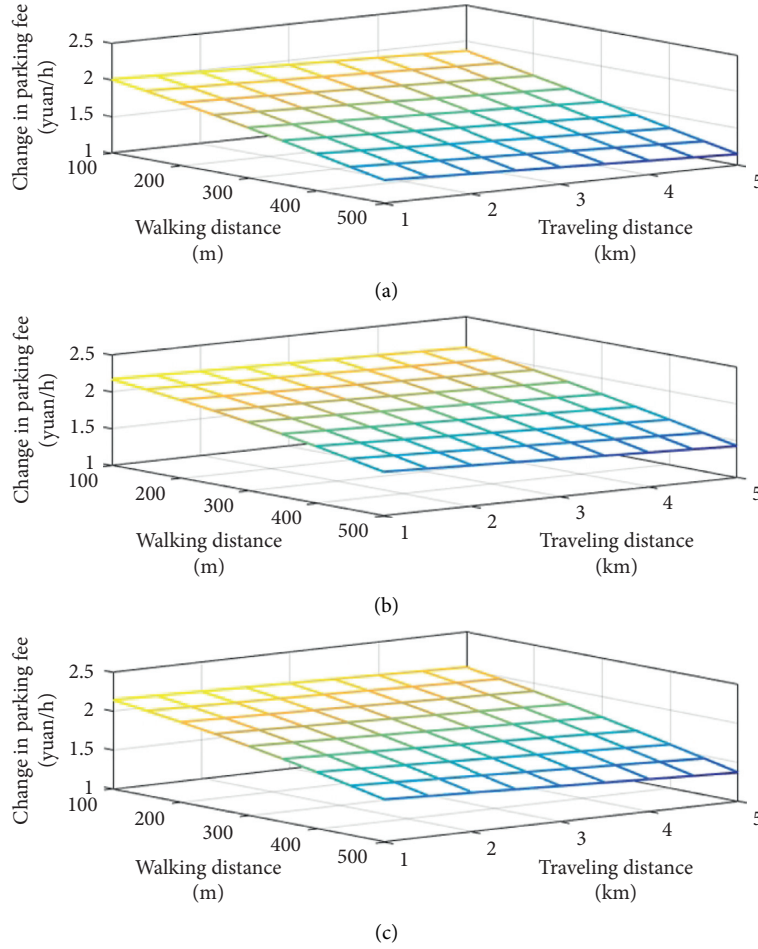 Change in parking fee
(yuan/h)
2.5
2
1.5
1
100
200
300
400
500
1
2
3
4
5
Walking distance
(m)
Traveling distance
(km)
(a)
Change in parking fee
(yuan/h)
2.5
2
1.5
1
100
200
300
400
500
1
2
3
4
5
Walking distance
(m)
Traveling distance
(km)
(b)
Change in parking fee
(yuan/h)
2.5
2
1.5
1
100
200
300
400
500
1
2
3
4
5
Walking distance
(m)
Traveling distance
(km)
(c)